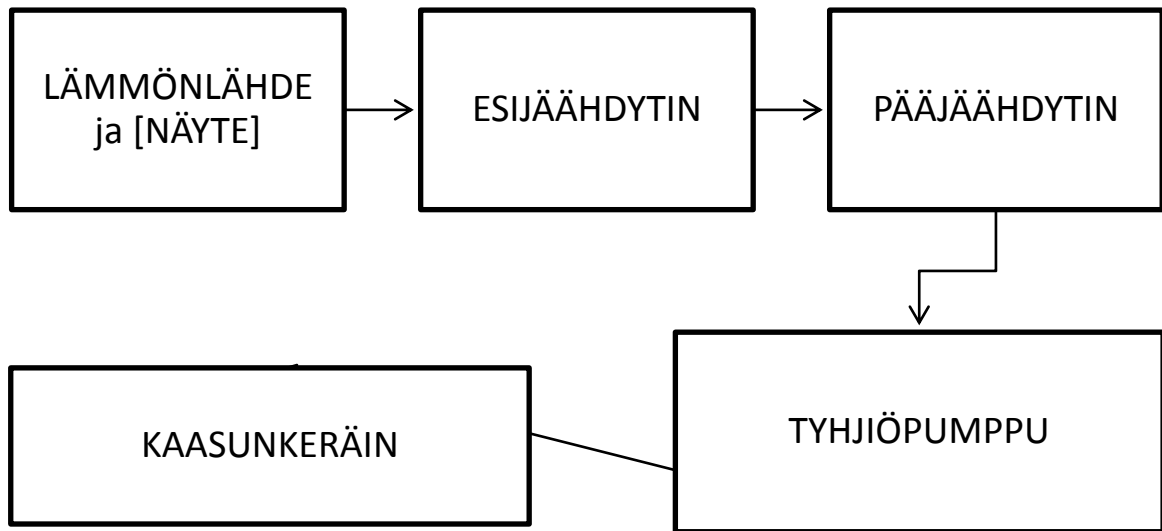 LÄMMÖNLÄHDE
ja [NÄYTE]
ESIJÄÄHDYTIN
PÄÄJÄÄHDYTIN
KAASUNKERÄIN
TYHJIÖPUMPPU